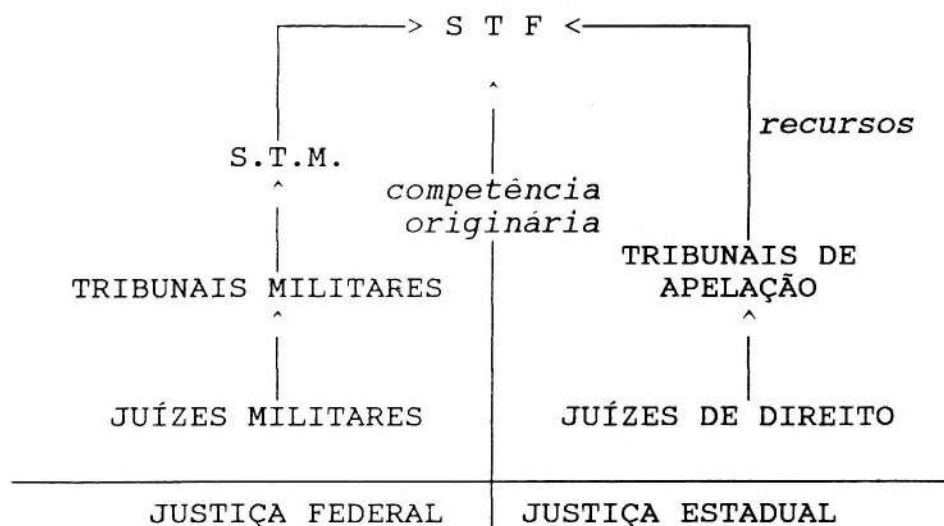 > S T F <
recursos
S.T.M.
competência
originária
TRIBUNAIS DE
APELAÇÃO
TRIBUNAIS MILITARES
JUÍZES MILITARES
JUÍZES DE DIREITO
JUSTIÇA FEDERAL
JUSTIÇA ESTADUAL